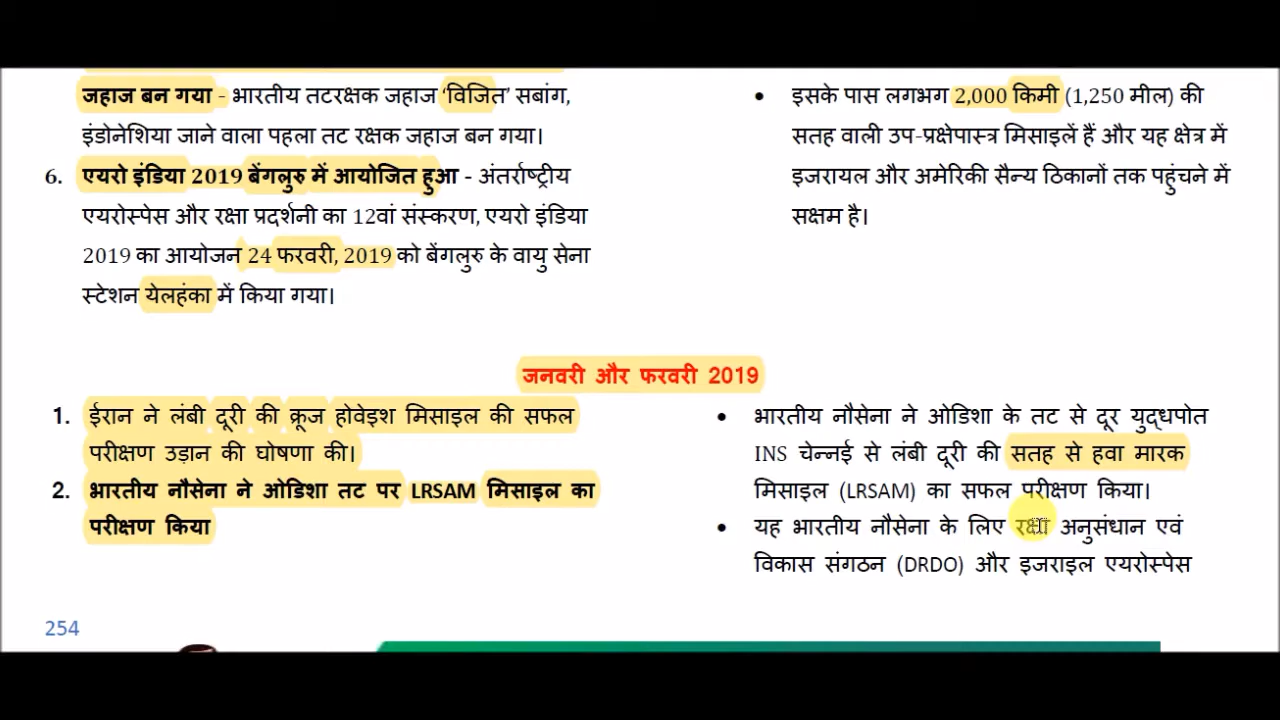 जहाज बन गया - भारतीय तटरक्षक जहाज ‘विजित’ सबांग,
इंडोनेशिया जाने वाला पहला तट रक्षक जहाज बन गया।
6. एयरो इंडिया 2019 बेंगलुरु में आयोजित हुआ - अंतर्राष्ट्रीय
एयरोस्पेस और रक्षा प्रदर्शनी का 12वां संस्करण, एयरो इंडिया
2019 का आयोजन 24 फरवरी, 2019 को बेंगलुरु के वायु सेना
स्टेशन येलहंका में किया गया।
• इसके पास लगभग 2,000 किमी (1,250 मील) की
सतह वाली उप-प्रक्षेपास्त्र मिसाइलें हैं और यह क्षेत्र में
इजरायल और अमेरिकी सैन्य ठिकानों तक पहुंचने में
सक्षम है।
जनवरी और फरवरी 2019
1. ईरान ने लंबी दूरी की क्रूज होवेइश मिसाइल की सफल
परीक्षण उड़ान की घोषणा की।
2. भारतीय नौसेना ने ओडिशा तट पर LRSAM मिसाइल का
परीक्षण किया
• भारतीय नौसेना ने ओडिशा के तट से दूर युद्धपोत
INS चेन्नई से लंबी दूरी की सतह से हवा मारक
मिसाइल (LRSAM) का सफल परीक्षण किया।
• यह भारतीय नौसेना के लिए रक्षा अनुसंधान एवं
विकास संगठन (DRDO) और इजराइल एयरोस्पेस
254